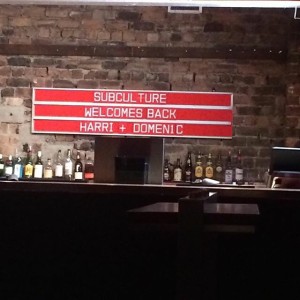 SUBCULTURE
WELCOMES BACK
HARRI + DOMENIC